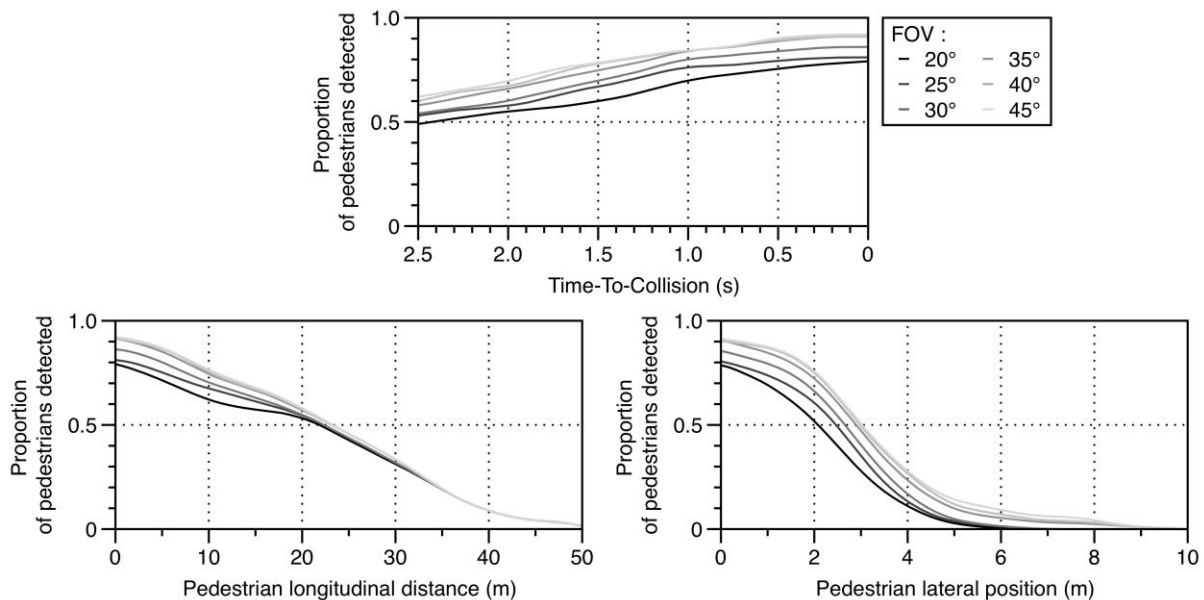 1.0
0.5
0
Proportion
of pedestrians detected
2.5 2.0 1.5 1.0 0.5 0
Time-To-Collision (s)
FOV :
20° 35°
25° 40°
30° 45°
1.0
0.5
0
Proportion
of pedestrians detected
0 10 20 30 40 50
Pedestrian longitudinal distance (m)
1.0
0.5
0
Proportion
of pedestrians detected
0 2 4 6 8 10
Pedestrian lateral position (m)